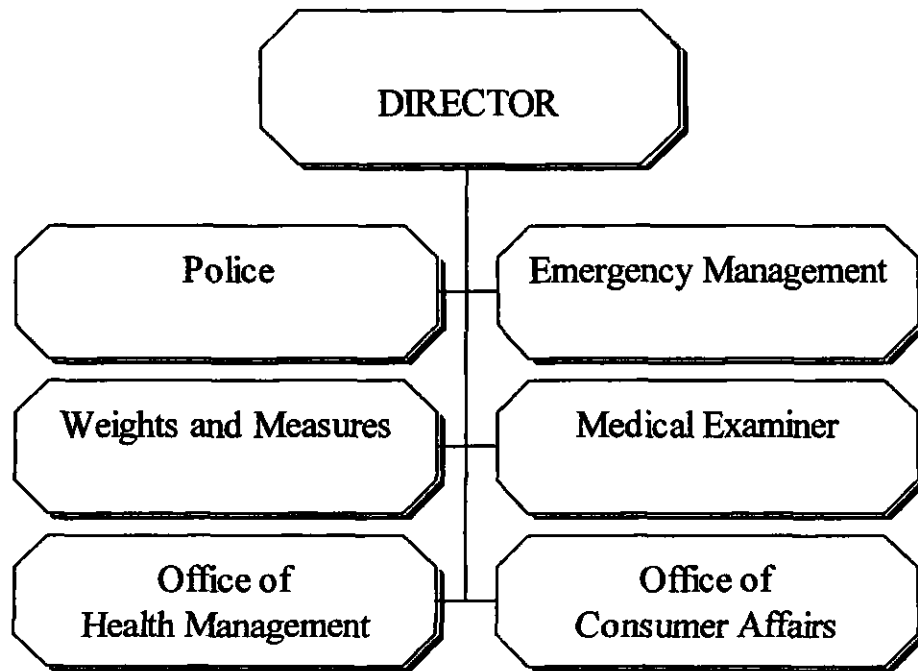 DIRECTOR
Police
Emergency Management
Weights and Measures
Medical Examiner
Office of
Health Management
Office of
Consumer Affairs